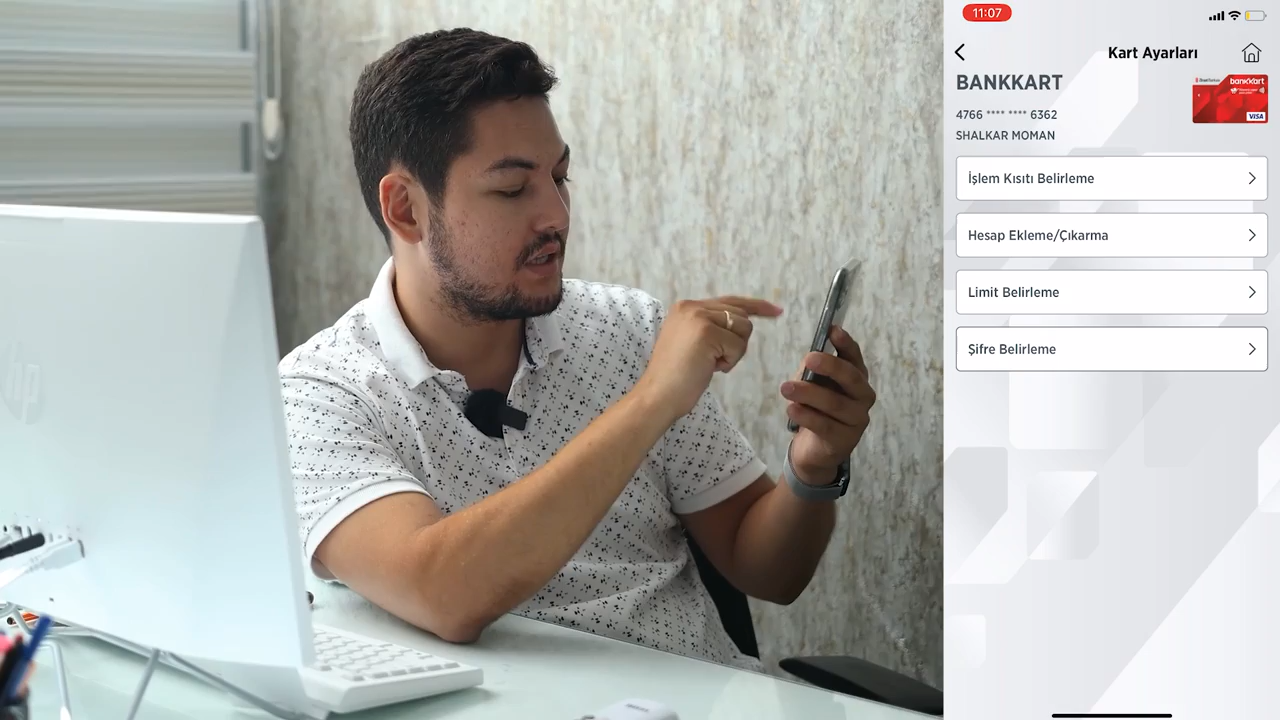 11:07
Kart Ayarları
BANKKART
bankkart
VISA
4766 **** **** 6362
SHALKAR MOMAN
İşlem Kısıtı Belirleme
Hesap Ekleme/Çıkarma
Limit Belirleme
Şifre Belirleme
hp